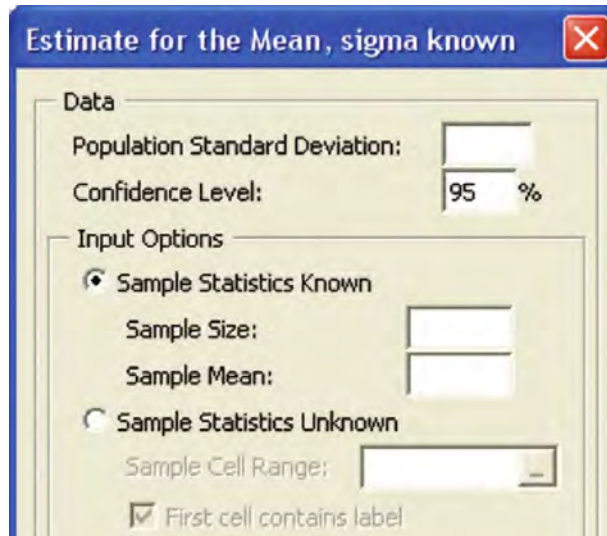 Estimate for the Mean, sigma known
Data
Population Standard Deviation:
Confidence Level: 95 %
Input Options
Sample Statistics Known
Sample Size:
Sample Mean:
Sample Statistics Unknown
Sample Cell Range: ...
First cell contains label